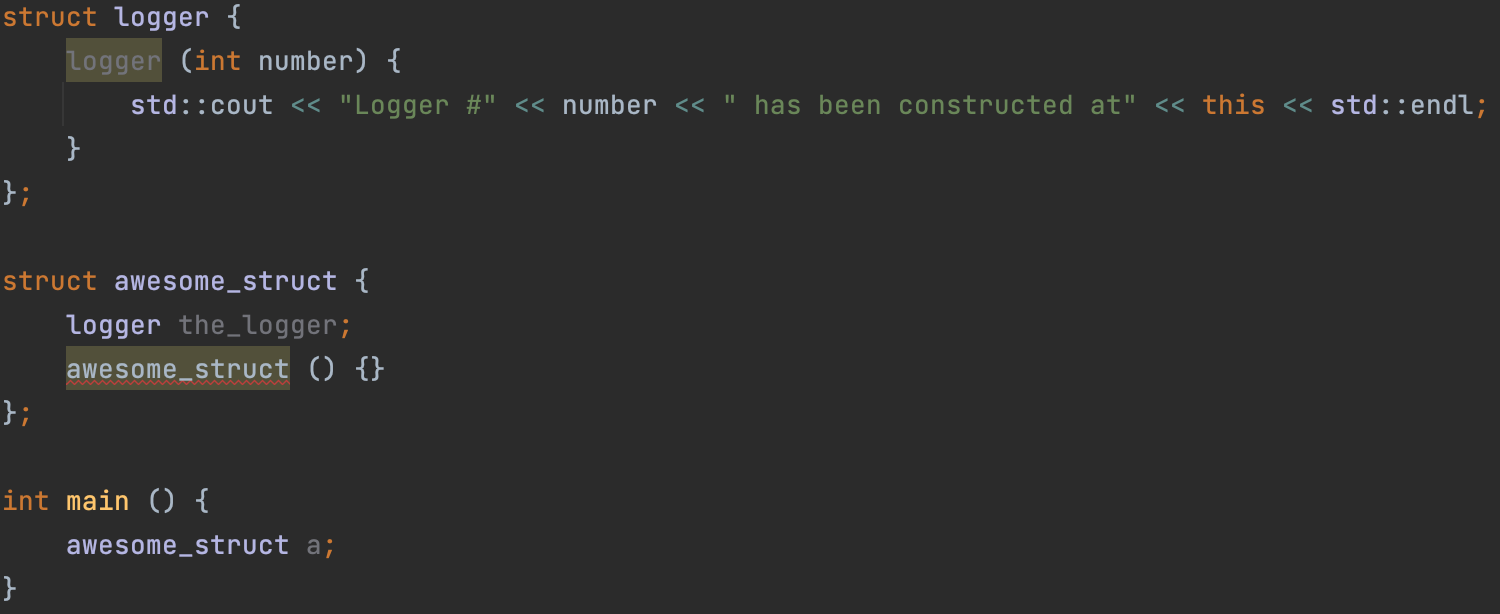 struct logger {
    logger (int number) {
        std::cout << "Logger #" << number << " has been constructed at" << this << std::endl;
    }
};

struct awesome_struct {
    logger the_logger;
    awesome_struct () {}
};

int main () {
    awesome_struct a;
}